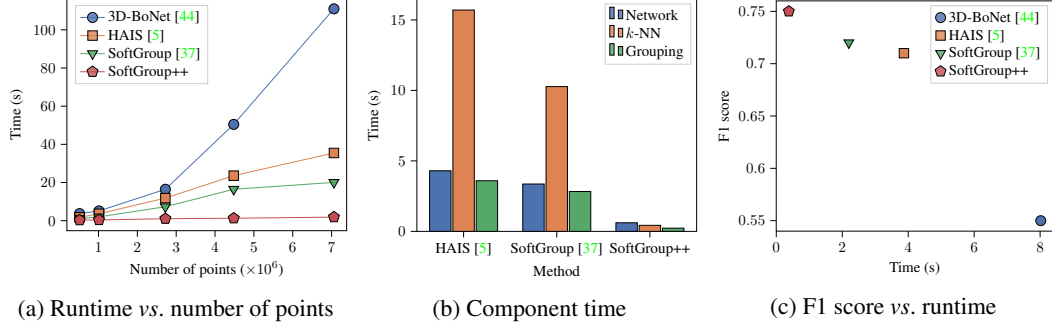 3D-BoNet [44]
HAIS [5]
SoftGroup [37]
SoftGroup++
100
80
60
40
20
0
Time (s)
1
2
3
4
5
6
7
Number of points (×10⁶)
(a) Runtime vs. number of points
Network
k-NN
Grouping
15
10
5
0
Time (s)
HAIS [5]
SoftGroup [37]
SoftGroup++
Method
(b) Component time
3D-BoNet [44]
HAIS [5]
SoftGroup [37]
SoftGroup++
0.75
0.7
0.65
0.6
0.55
F1 score
0
2
4
6
8
Time (s)
(c) F1 score vs. runtime